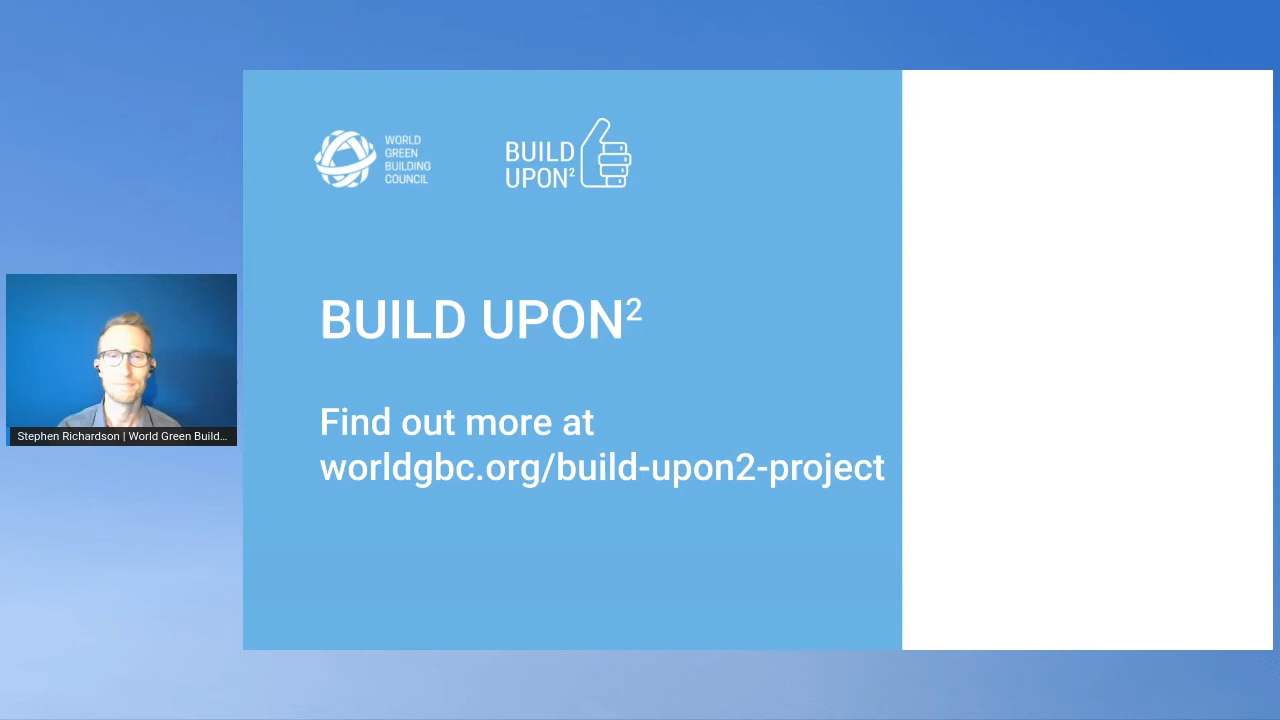 WORLD
GREEN
BUILDING
COUNCIL
BUILD
UPON²
BUILD UPON²
Find out more at
worldgbc.org/build-upon2-project
Stephen Richardson | World Green Build...